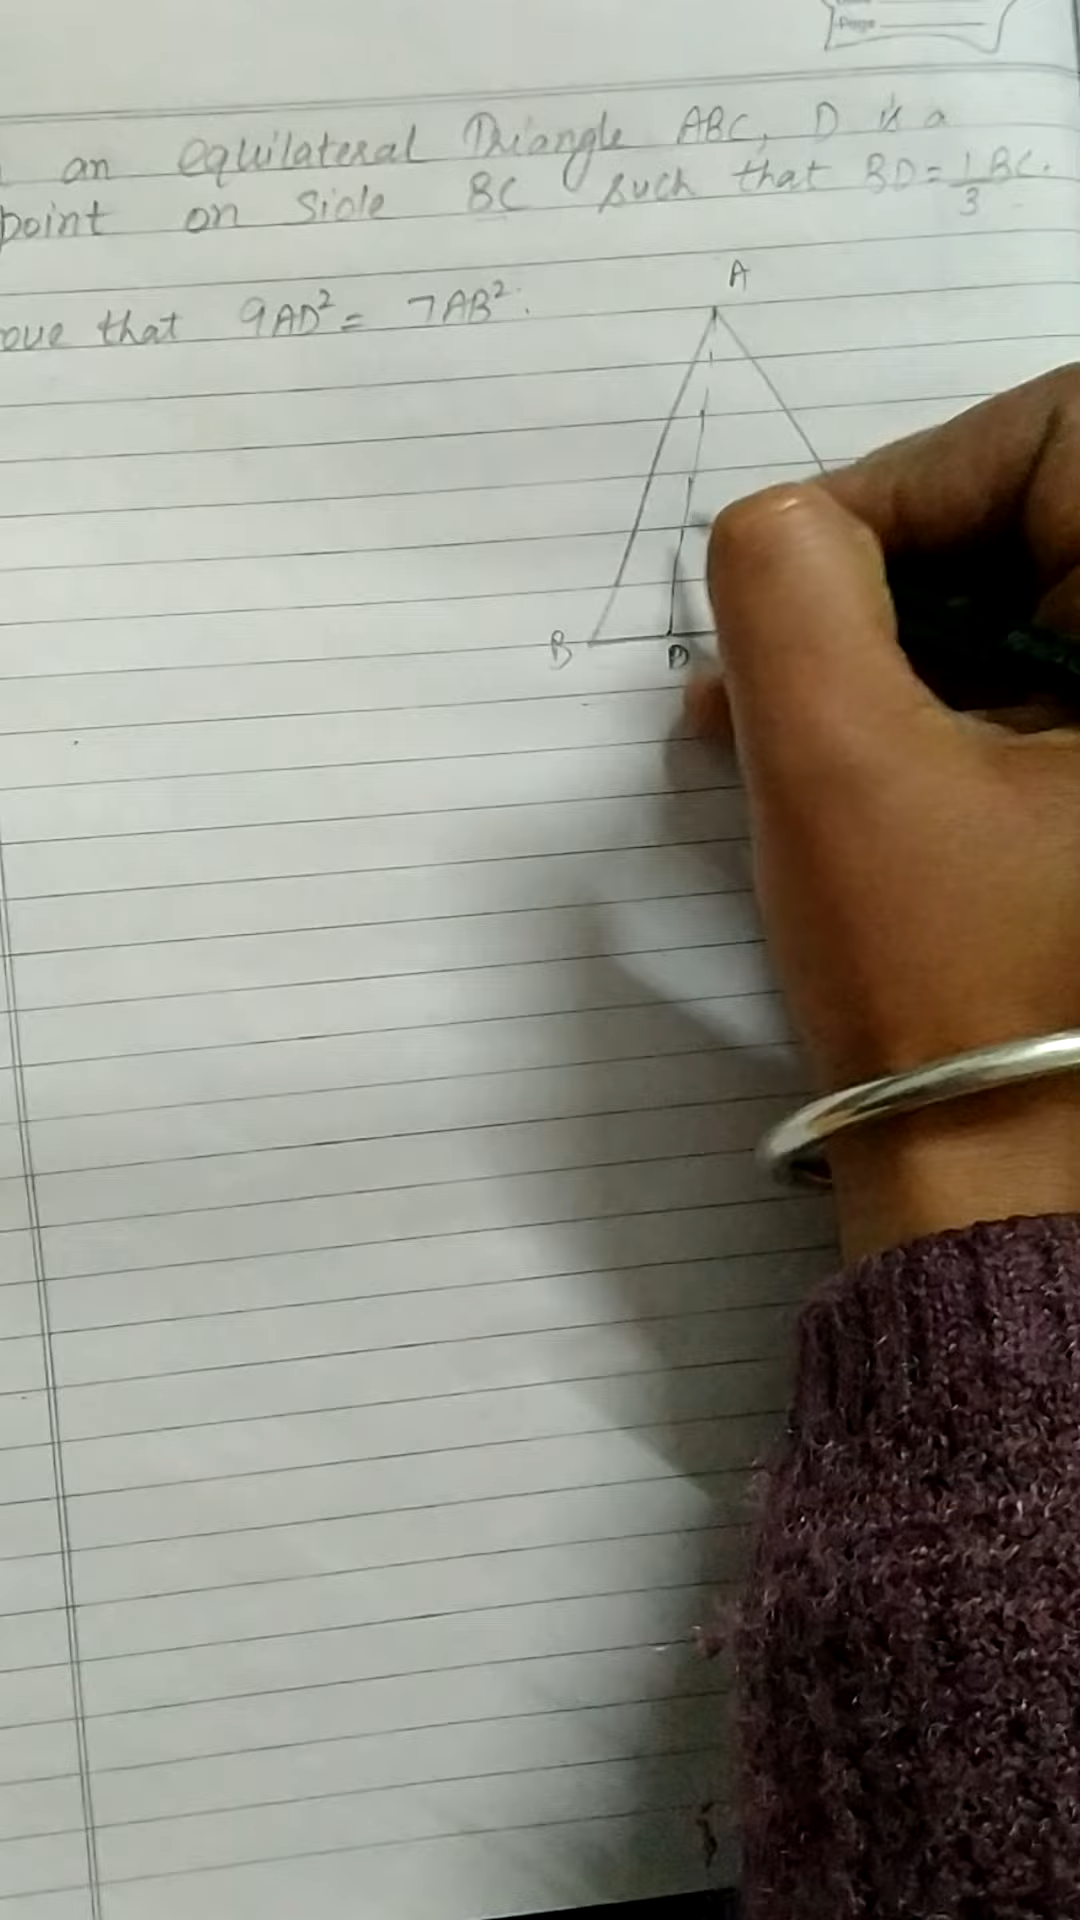 Page
an equilateral Triangle ABC, D is a
point on side BC such that BD = 1/3 BC.
ove that 9AD² = 7AB².
A
B
D